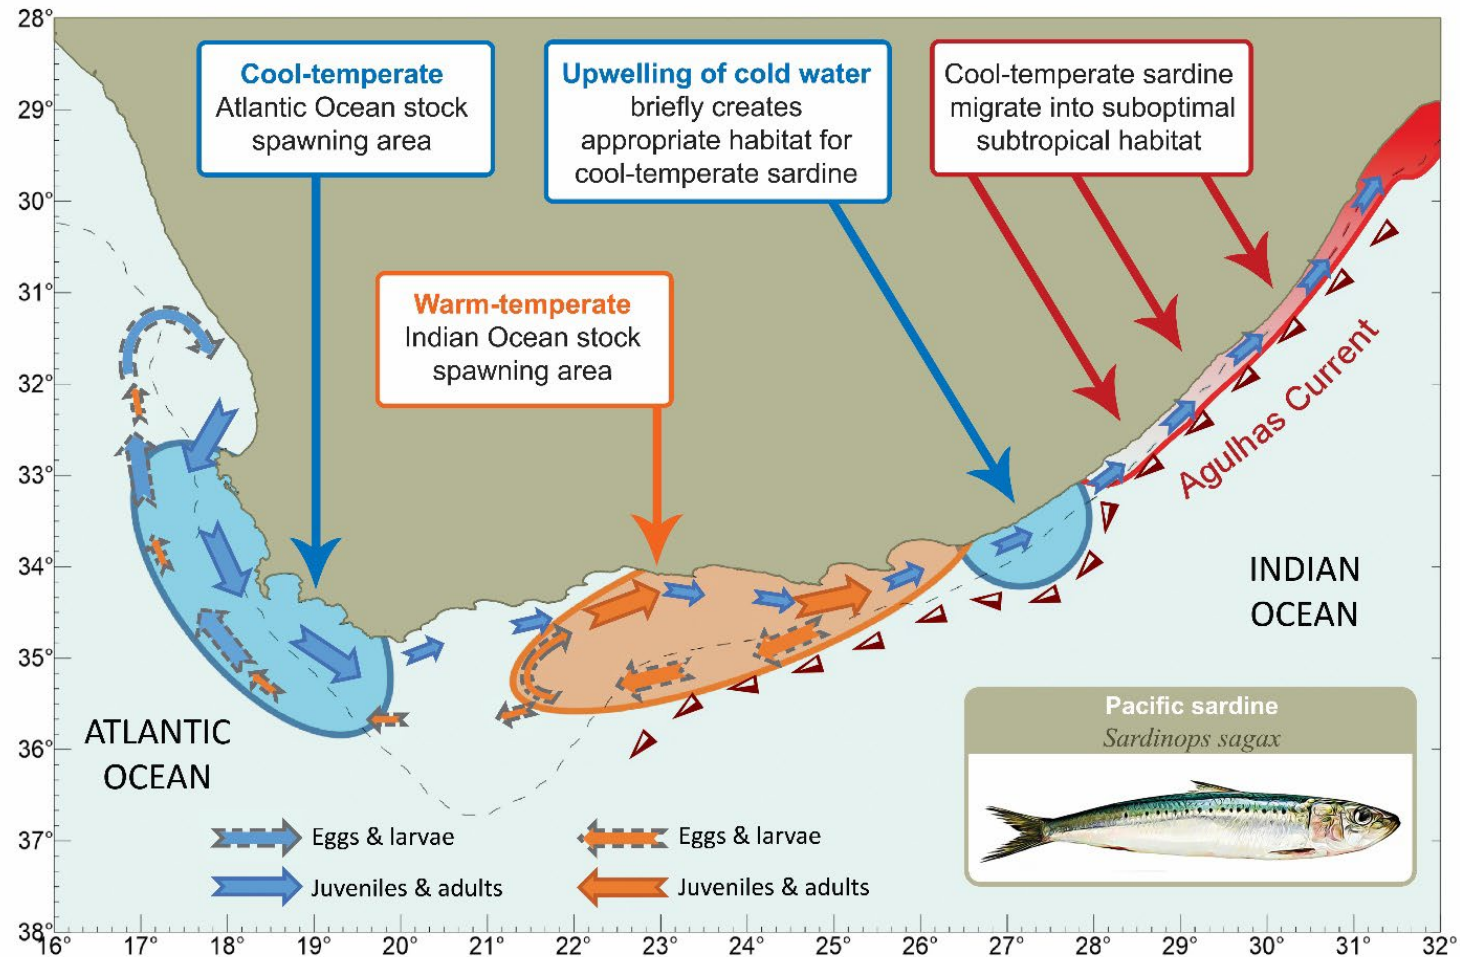 28°
29°
30°
31°
32°
33°
34°
35°
36°
37°
38°
Cool-temperate
Atlantic Ocean stock
spawning area
Upwelling of cold water
briefly creates
appropriate habitat for
cool-temperate sardine
Cool-temperate sardine
migrate into suboptimal
subtropical habitat
Warm-temperate
Indian Ocean stock
spawning area
Agulhas Current
INDIAN
OCEAN
ATLANTIC
OCEAN
Pacific sardine
Sardinops sagax
Eggs & larvae
Eggs & larvae
Juveniles & adults
Juveniles & adults
16° 17° 18° 19° 20° 21° 22° 23° 24° 25° 26° 27° 28° 29° 30° 31° 32°